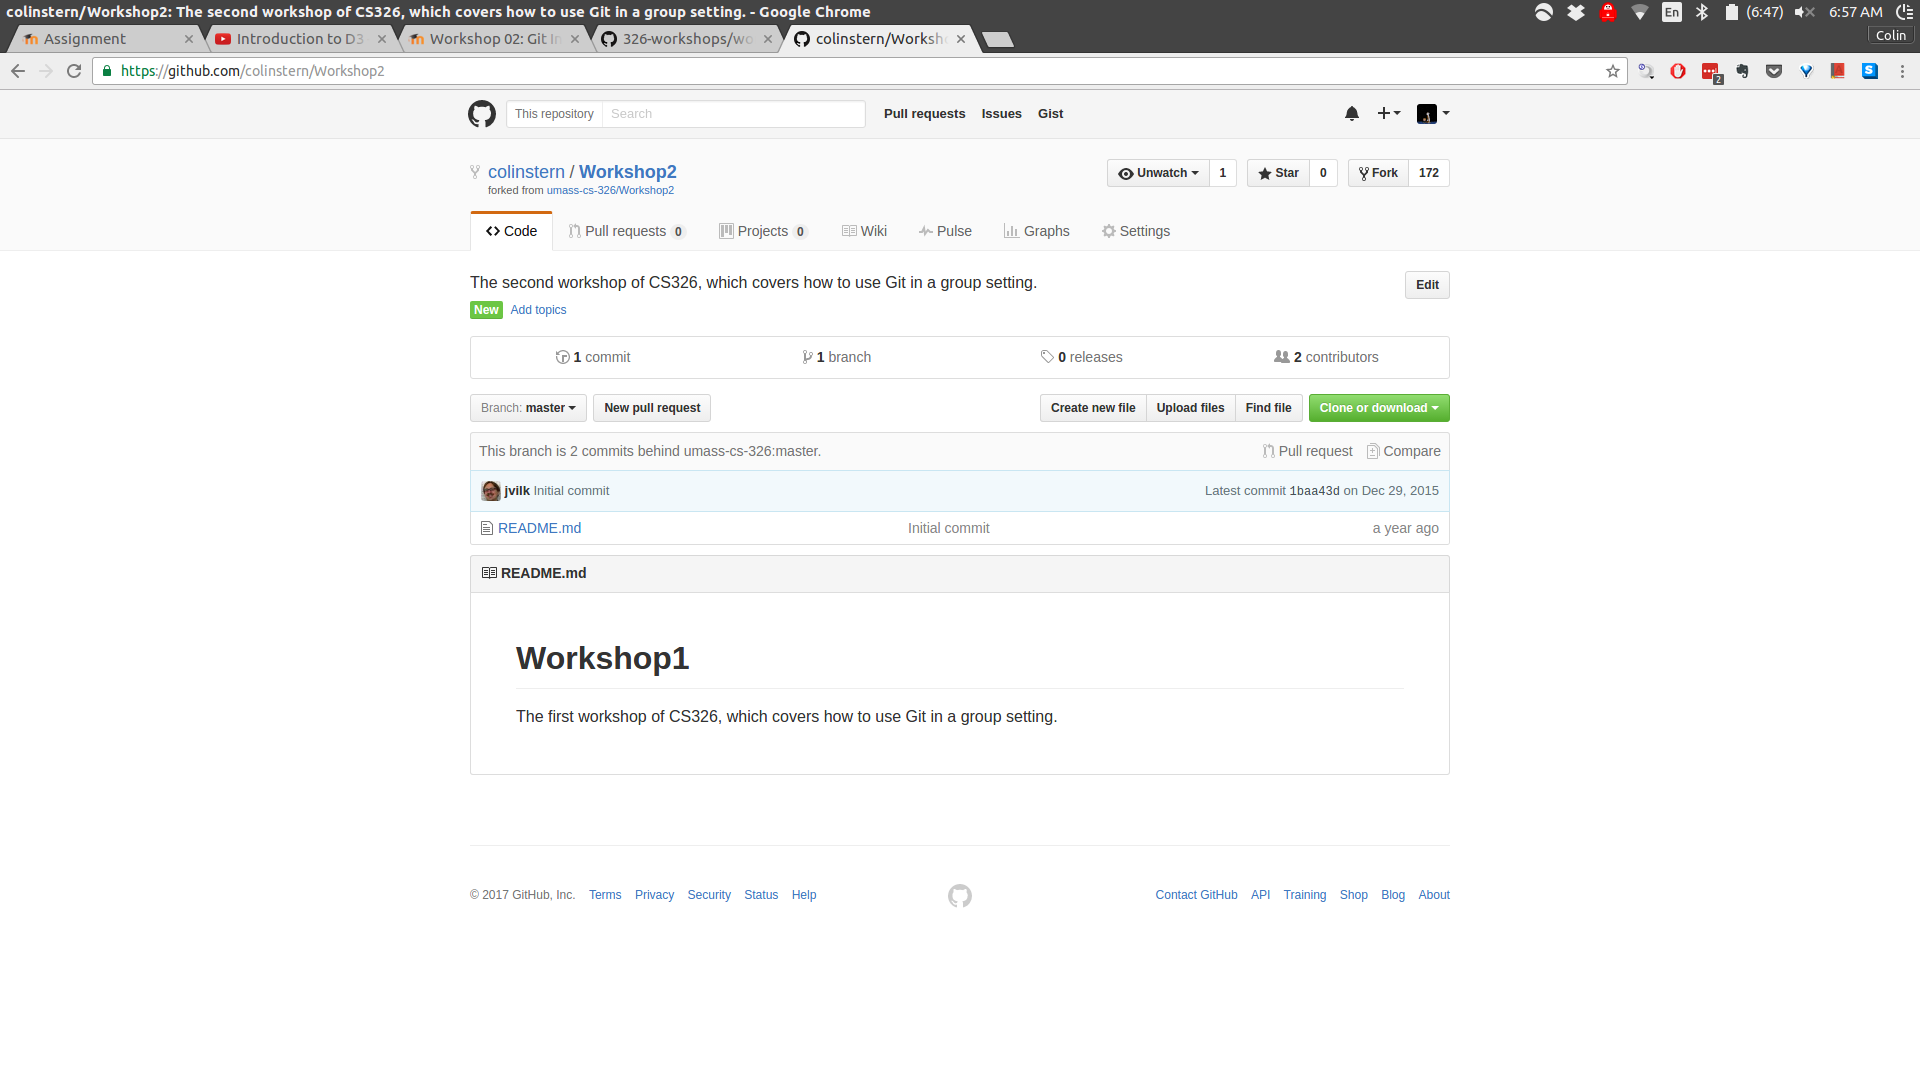 colinstern/Workshop2: The second workshop of CS326, which covers how to use Git in a group setting. - Google Chrome
En (6:47) 6:57 AM
Assignment
Introduction to D3
Workshop 02: Git In
326-workshops/wo
colinstern/Worksh
Colin
https://github.com/colinstern/Workshop2
2
This repository Search Pull requests Issues Gist
colinstern / Workshop2
Unwatch 1 Star 0 Fork 172
forked from umass-cs-326/Workshop2
Code Pull requests 0 Projects 0 Wiki Pulse Graphs Settings
The second workshop of CS326, which covers how to use Git in a group setting.
Edit
New Add topics
1 commit 1 branch 0 releases 2 contributors
Branch: master New pull request Create new file Upload files Find file Clone or download
This branch is 2 commits behind umass-cs-326:master. Pull request Compare
jvilk Initial commit Latest commit 1baa43d on Dec 29, 2015
README.md Initial commit a year ago
README.md
Workshop1
The first workshop of CS326, which covers how to use Git in a group setting.
© 2017 GitHub, Inc. Terms Privacy Security Status Help Contact GitHub API Training Shop Blog About